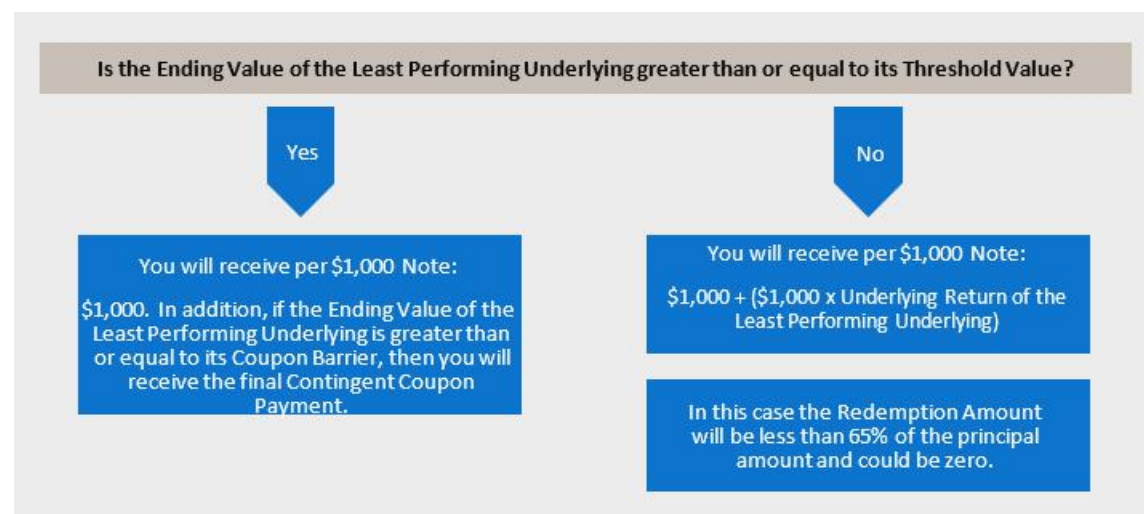 Is the Ending Value of the Least Performing Underlying greater than or equal to its Threshold Value?
Yes
No
You will receive per $1,000 Note:
$1,000. In addition, if the Ending Value of the
Least Performing Underlying is greater than
or equal to its Coupon Barrier, then you will
receive the final Contingent Coupon
Payment.
You will receive per $1,000 Note:
$1,000 + ($1,000 x Underlying Return of the
Least Performing Underlying)
In this case the Redemption Amount
will be less than 65% of the principal
amount and could be zero.